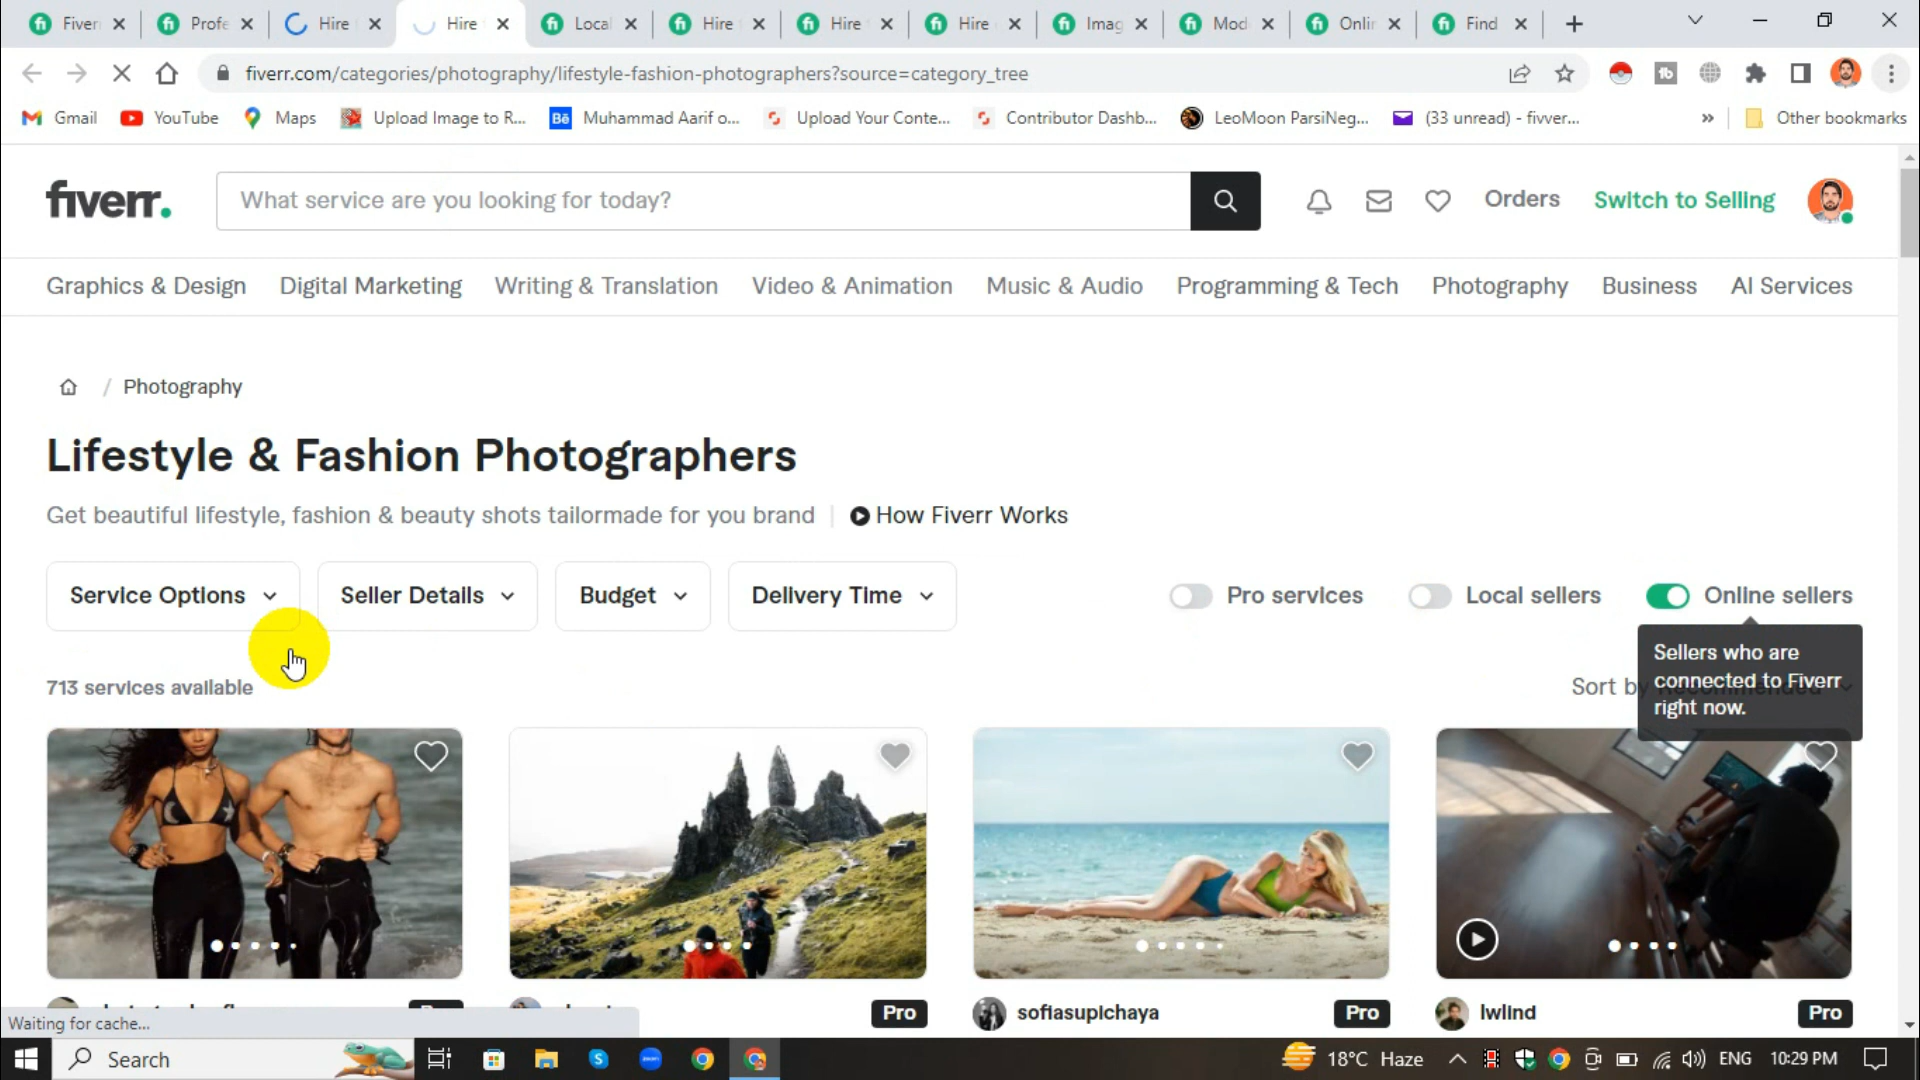 Fiver
Profe
Hire
Hire
Local
Hire
Hire
Hire
Imag
Mod
Onlin
Find
fiverr.com/categories/photography/lifestyle-fashion-photographers?source=category_tree
Gmail
YouTube
Maps
Upload Image to R...
Bē
Muhammad Aarif o...
Upload Your Conte...
Contributor Dashb...
LeoMoon ParsiNeg...
(33 unread) - fivver...
»
Other bookmarks
fiverr.
What service are you looking for today?
Orders
Switch to Selling
Graphics & Design
Digital Marketing
Writing & Translation
Video & Animation
Music & Audio
Programming & Tech
Photography
Business
AI Services
/ Photography
Lifestyle & Fashion Photographers
Get beautiful lifestyle, fashion & beauty shots tailormade for you brand
How Fiverr Works
Service Options
Seller Details
Budget
Delivery Time
Pro services
Local sellers
Online sellers
Sellers who are
connected to Fiverr
right now.
713 services available
Sort by
Pro
sofiasupichaya
Pro
lwlind
Pro
Waiting for cache...
Search
18°C Haze
ENG
10:29 PM